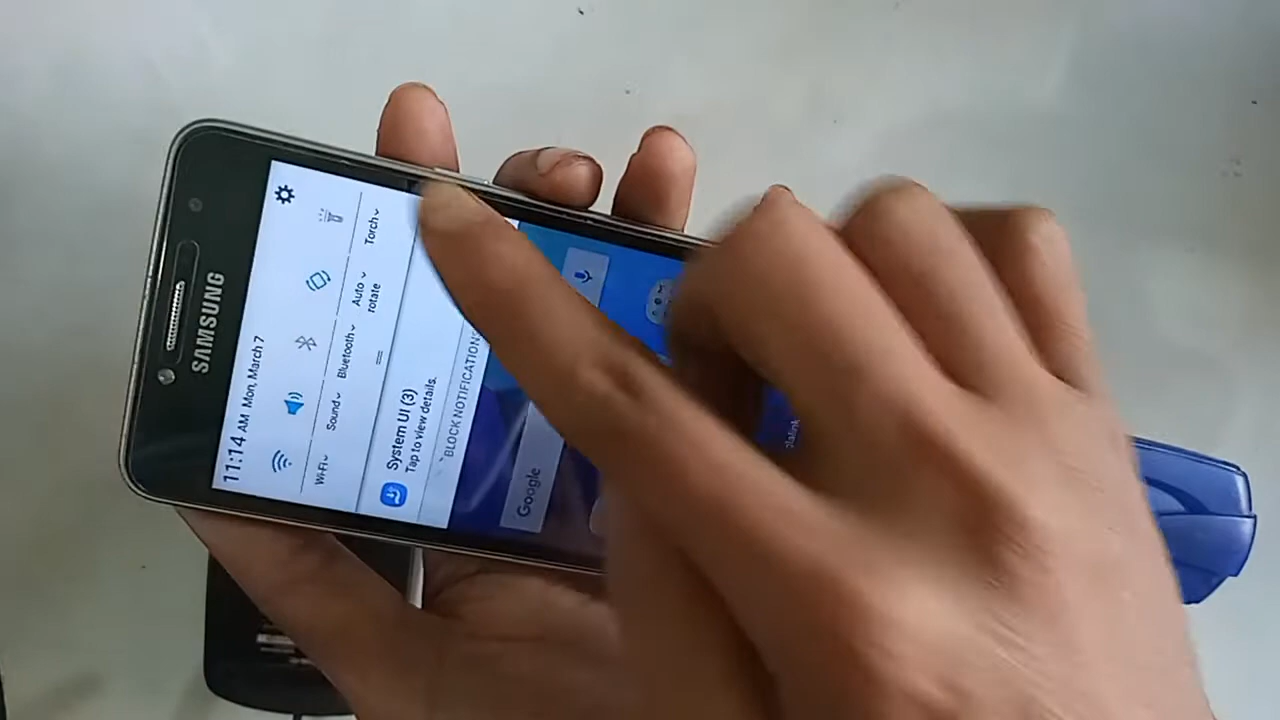 SAMSUNG
11:14 AM Mon, March 7
Wi-Fi
Sound
Bluetooth
Auto
rotate
Torch
System UI (3)
Tap to view details.
BLOCK NOTIFICATIONS
Google